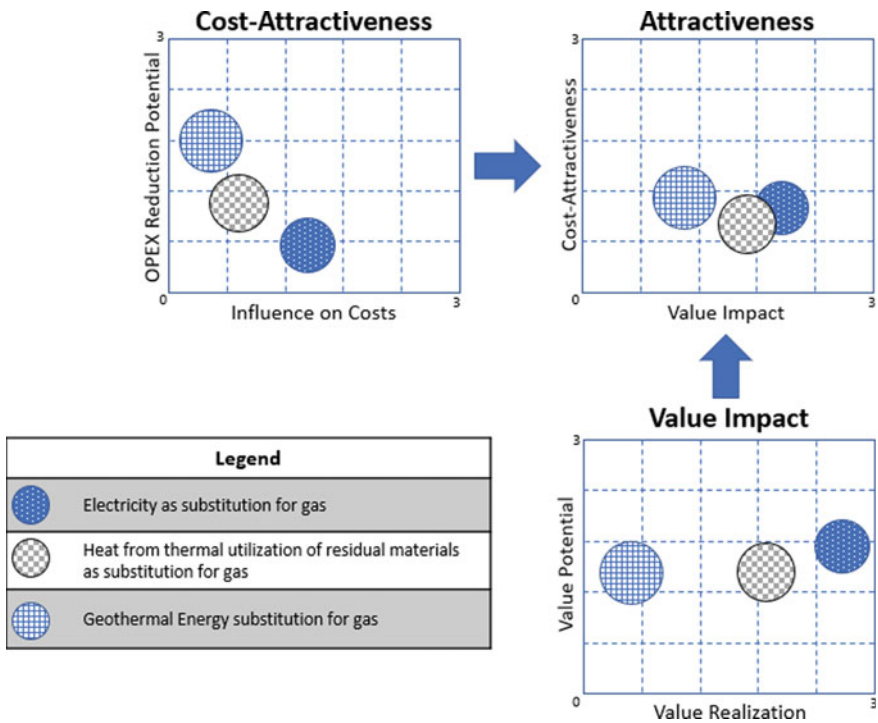 Cost-Attractiveness
3
OPEX Reduction Potential
0
3
Influence on Costs
Attractiveness
3
Cost-Attractiveness
0
3
Value Impact
Value Impact
3
Value Potential
0
3
Value Realization
Legend
Electricity as substitution for gas
Heat from thermal utilization of residual materials
as substitution for gas
Geothermal Energy substitution for gas